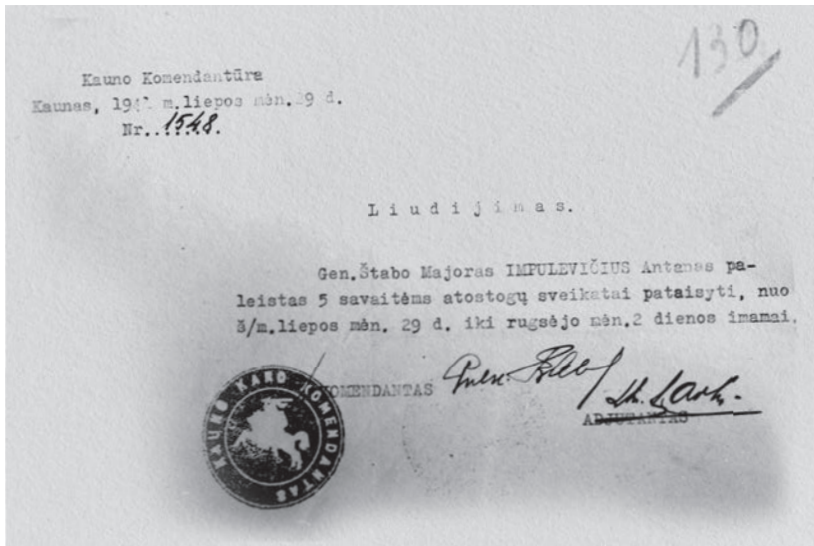 130
Kauno Komendantūra
Kaunas, 194 m.liepos mėn.29 d.
Nr..1548.
Liudijimas.
Gen.Štabo Majoras IMPULEVIČIUS Antanas pa-
leistas 5 savaitėms atostogų sveikatai pataisyti, nuo
š/m.liepos mėn. 29 d. iki rugsėjo mėn.2 dienos imamai.
KOMENDANTAS
ADJUTANTAS
KAUNO KARO KOMENDANTAS